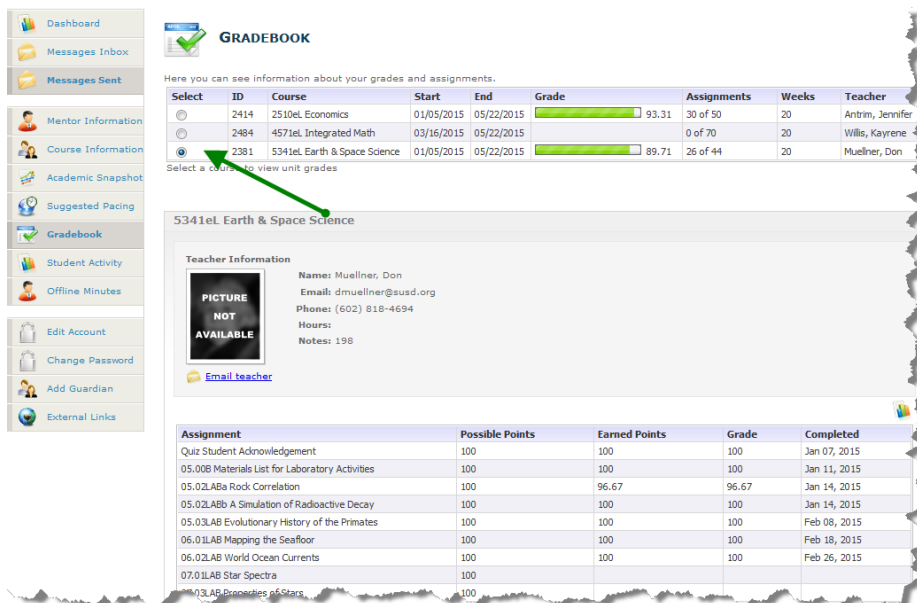 Dashboard
Messages Inbox
Messages Sent
Mentor Information
Course Information
Academic Snapshot
Suggested Pacing
Gradebook
Student Activity
Offline Minutes
Edit Account
Change Password
Add Guardian
External Links
GRADEBOOK
Here you can see information about your grades and assignments.
Select ID Course Start End Grade Assignments Weeks Teacher
2414 2510eL Economics 01/05/2015 05/22/2015 93.31 30 of 50 20 Antrim, Jennifer
2484 4571eL Integrated Math 03/16/2015 05/22/2015 0 of 70 20 Willis, Kayrene
2381 5341eL Earth & Space Science 01/05/2015 05/22/2015 89.71 26 of 44 20 Muellner, Don
Select a course to view unit grades
5341eL Earth & Space Science
Teacher Information
PICTURE
NOT
AVAILABLE
Name: Muellner, Don
Email: dmuellner@susd.org
Phone: (602) 818-4694
Hours:
Notes: 198
Email teacher
Assignment Possible Points Earned Points Grade Completed
Quiz Student Acknowledgement 100 100 100 Jan 07, 2015
05.00B Materials List for Laboratory Activities 100 100 100 Jan 11, 2015
05.02LABa Rock Correlation 100 96.67 96.67 Jan 14, 2015
05.02LABb A Simulation of Radioactive Decay 100 100 100 Jan 14, 2015
05.03LAB Evolutionary History of the Primates 100 100 100 Feb 08, 2015
06.01LAB Mapping the Seafloor 100 100 100 Feb 18, 2015
06.02LAB World Ocean Currents 100 100 100 Feb 26, 2015
07.01LAB Star Spectra 100
Properties of Stars 100